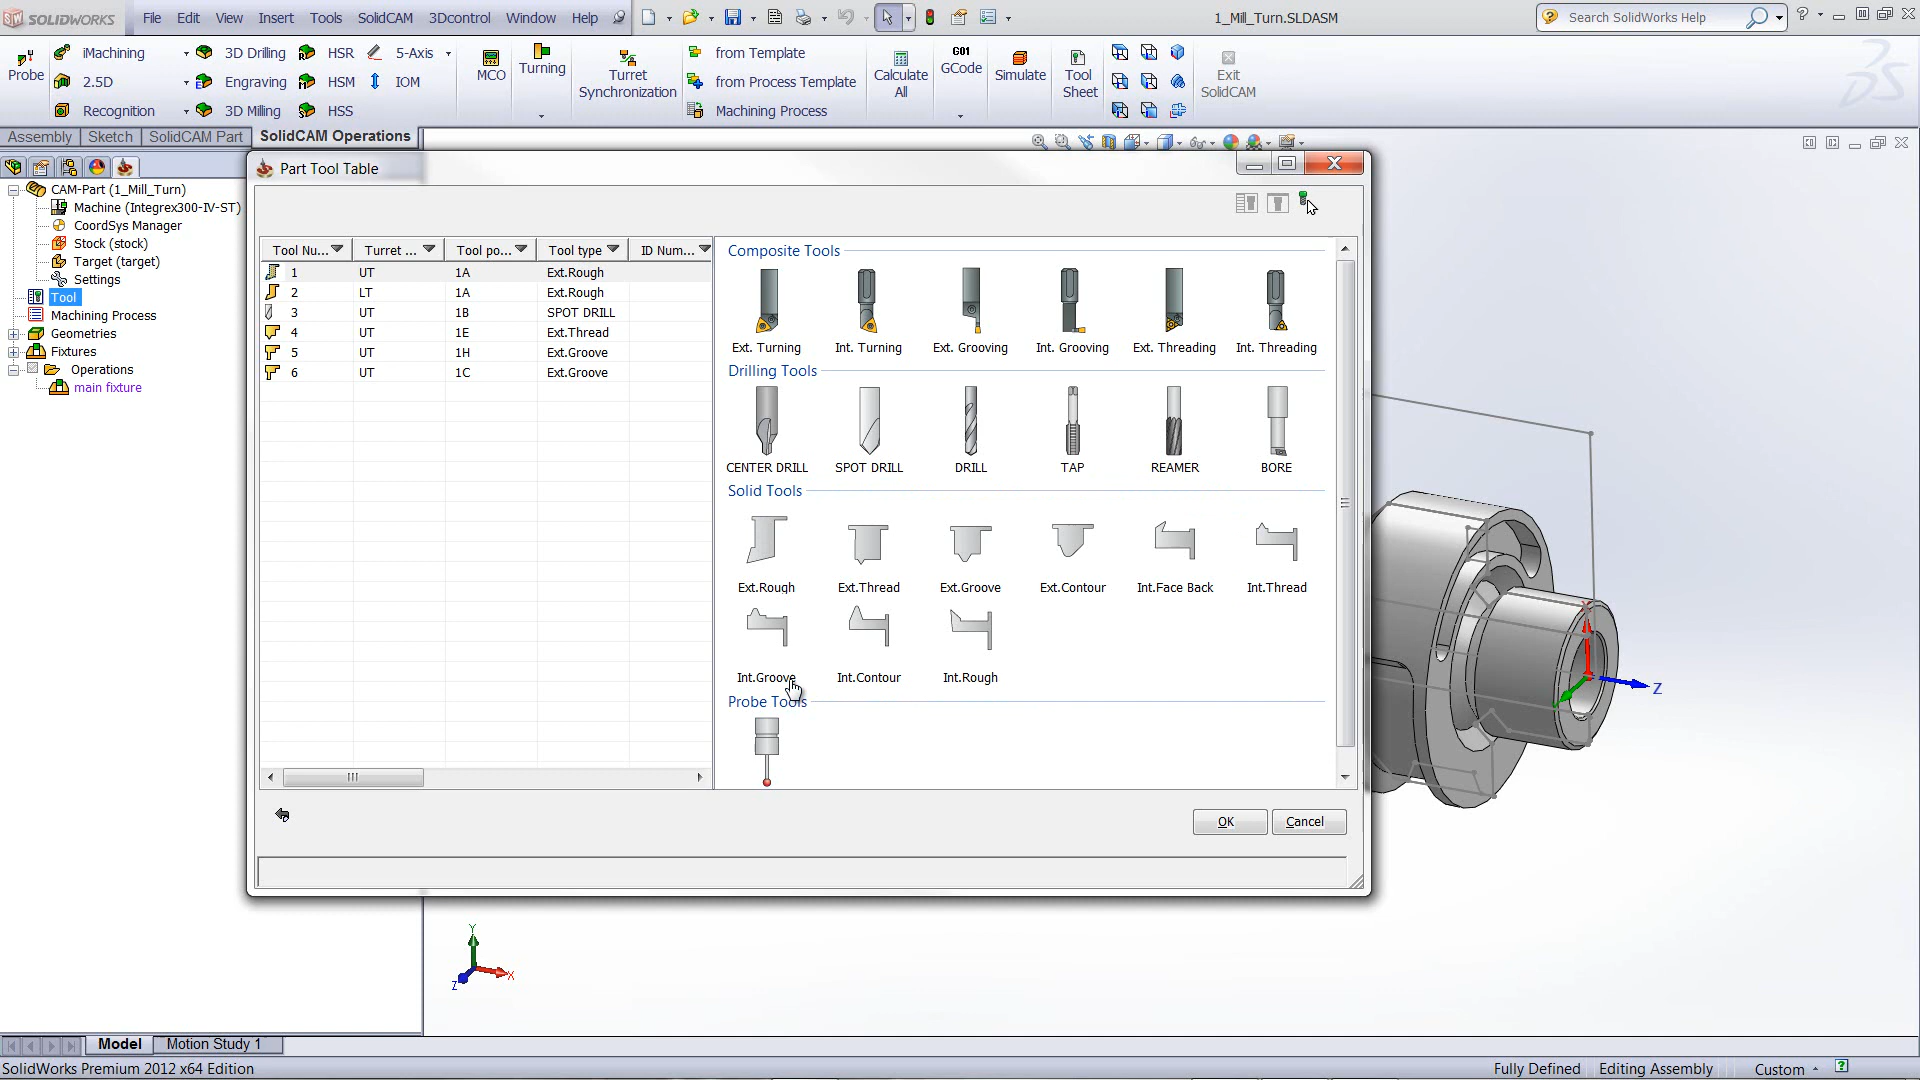 SOLIDWORKS File Edit View Insert Tools SolidCAM 3Dcontrol Window Help 1_Mill_Turn.SLDASM Search SolidWorks Help
Probe iMachining 3D Drilling HSR 5-Axis MCO Turning Turret Synchronization from Template Calculate All GCode Simulate Tool Sheet Exit SolidCAM
G01
2.5D Engraving HSM IOM from Process Template
Recognition 3D Milling HSS Machining Process
Assembly Sketch SolidCAM Part SolidCAM Operations
CAM-Part (1_Mill_Turn)
Machine (Integrex300-IV-ST)
CoordSys Manager
Stock (stock)
Target (target)
Settings
Tool
Machining Process
Geometries
Fixtures
Operations
main fixture
Part Tool Table
Tool Nu... Turret ... Tool po... Tool type ID Num...
1 UT 1A Ext.Rough
2 LT 1A Ext.Rough
3 UT 1B SPOT DRILL
4 UT 1E Ext.Thread
5 UT 1H Ext.Groove
6 UT 1C Ext.Groove
Composite Tools
Ext. Turning Int. Turning Ext. Grooving Int. Grooving Ext. Threading Int. Threading
Drilling Tools
CENTER DRILL SPOT DRILL DRILL TAP REAMER BORE
Solid Tools
Ext.Rough Ext.Thread Ext.Groove Ext.Contour Int.Face Back Int.Thread
Int.Groove Int.Contour Int.Rough
Probe Tools
OK Cancel
Z
Y
X
Z
Model Motion Study 1
SolidWorks Premium 2012 x64 Edition Fully Defined Editing Assembly Custom